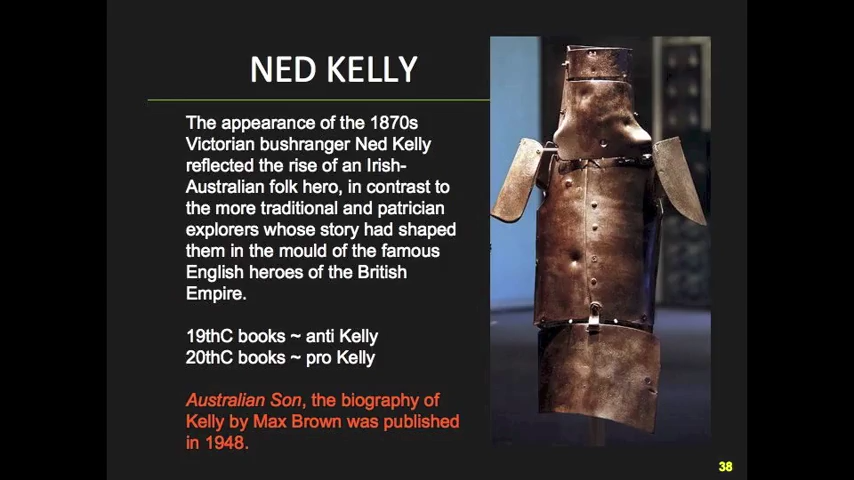 NED KELLY
The appearance of the 1870s
Victorian bushranger Ned Kelly
reflected the rise of an Irish-
Australian folk hero, in contrast to
the more traditional and patrician
explorers whose story had shaped
them in the mould of the famous
English heroes of the British
Empire.
19thC books ~ anti Kelly
20thC books ~ pro Kelly
Australian Son, the biography of
Kelly by Max Brown was published
in 1948.
38